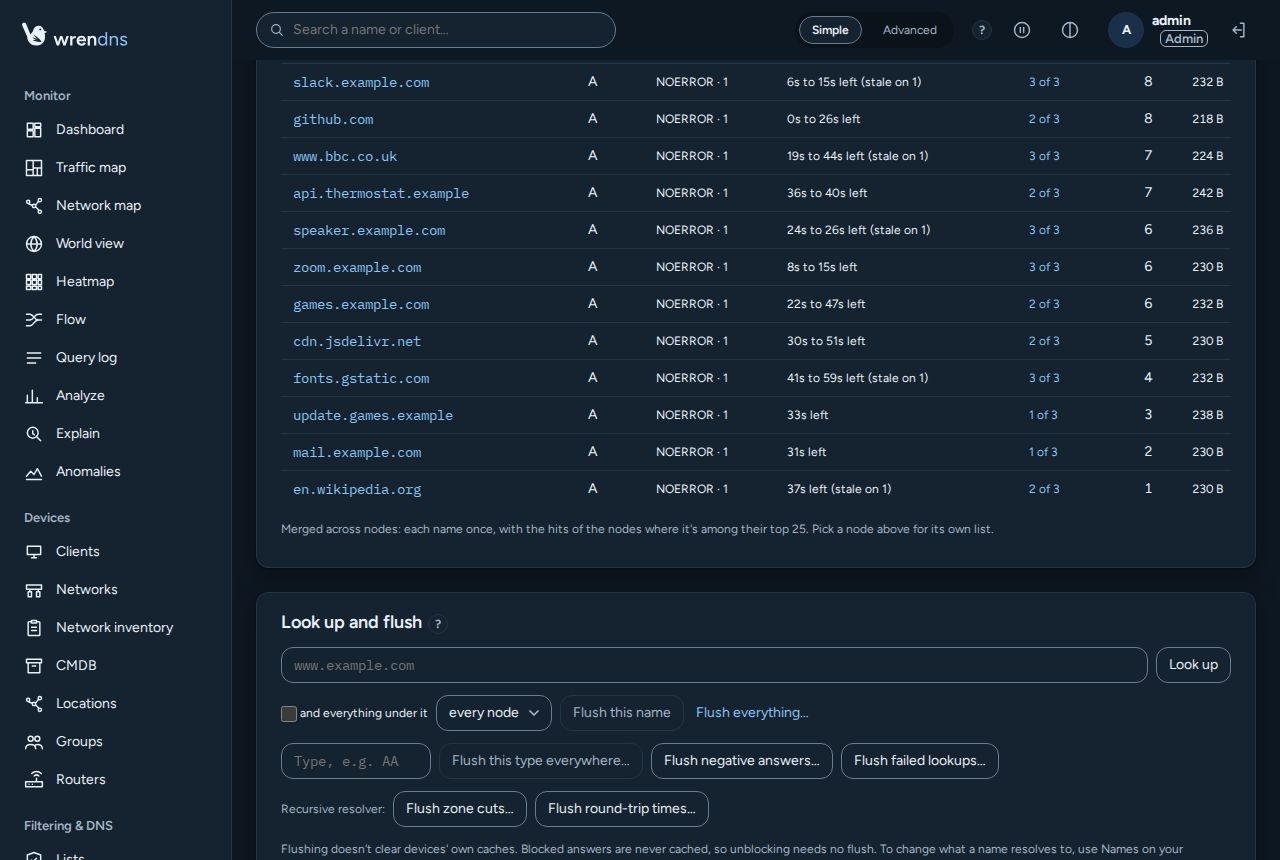 wrendns
Search a name or client...
Simple
Advanced
?
A
admin
Admin
Monitor
Dashboard
Traffic map
Network map
World view
Heatmap
Flow
Query log
Analyze
Explain
Anomalies
Devices
Clients
Networks
Network inventory
CMDB
Locations
Groups
Routers
Filtering & DNS
Lists
slack.example.com A NOERROR · 1 6s to 15s left (stale on 1) 3 of 3 8 232 B
github.com A NOERROR · 1 0s to 26s left 2 of 3 8 218 B
www.bbc.co.uk A NOERROR · 1 19s to 44s left (stale on 1) 3 of 3 7 224 B
api.thermostat.example A NOERROR · 1 36s to 40s left 2 of 3 7 242 B
speaker.example.com A NOERROR · 1 24s to 26s left (stale on 1) 3 of 3 6 236 B
zoom.example.com A NOERROR · 1 8s to 15s left 3 of 3 6 230 B
games.example.com A NOERROR · 1 22s to 47s left 2 of 3 6 232 B
cdn.jsdelivr.net A NOERROR · 1 30s to 51s left 2 of 3 5 230 B
fonts.gstatic.com A NOERROR · 1 41s to 59s left (stale on 1) 3 of 3 4 232 B
update.games.example A NOERROR · 1 33s left 1 of 3 3 238 B
mail.example.com A NOERROR · 1 31s left 1 of 3 2 230 B
en.wikipedia.org A NOERROR · 1 37s left (stale on 1) 2 of 3 1 230 B
Merged across nodes: each name once, with the hits of the nodes where it's among their top 25. Pick a node above for its own list.
Look up and flush ?
www.example.com Look up
and everything under it every node Flush this name Flush everything...
Type, e.g. AA Flush this type everywhere... Flush negative answers... Flush failed lookups...
Recursive resolver: Flush zone cuts... Flush round-trip times...
Flushing doesn't clear devices' own caches. Blocked answers are never cached, so unblocking needs no flush. To change what a name resolves to, use Names on your